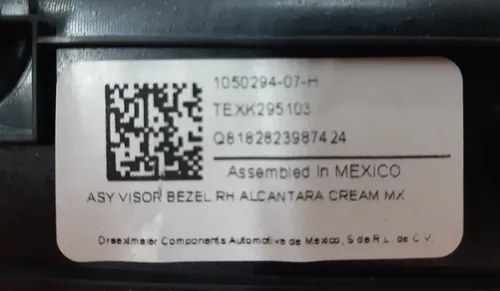 1050294-07-H
TEXK295103
Q8182823987424
Assembled In MEXICO
ASY VISOR BEZEL RH ALCANTARA CREAM MX
Draexlmaier Components Automotive de Mexico, S de R.L. de C.V.